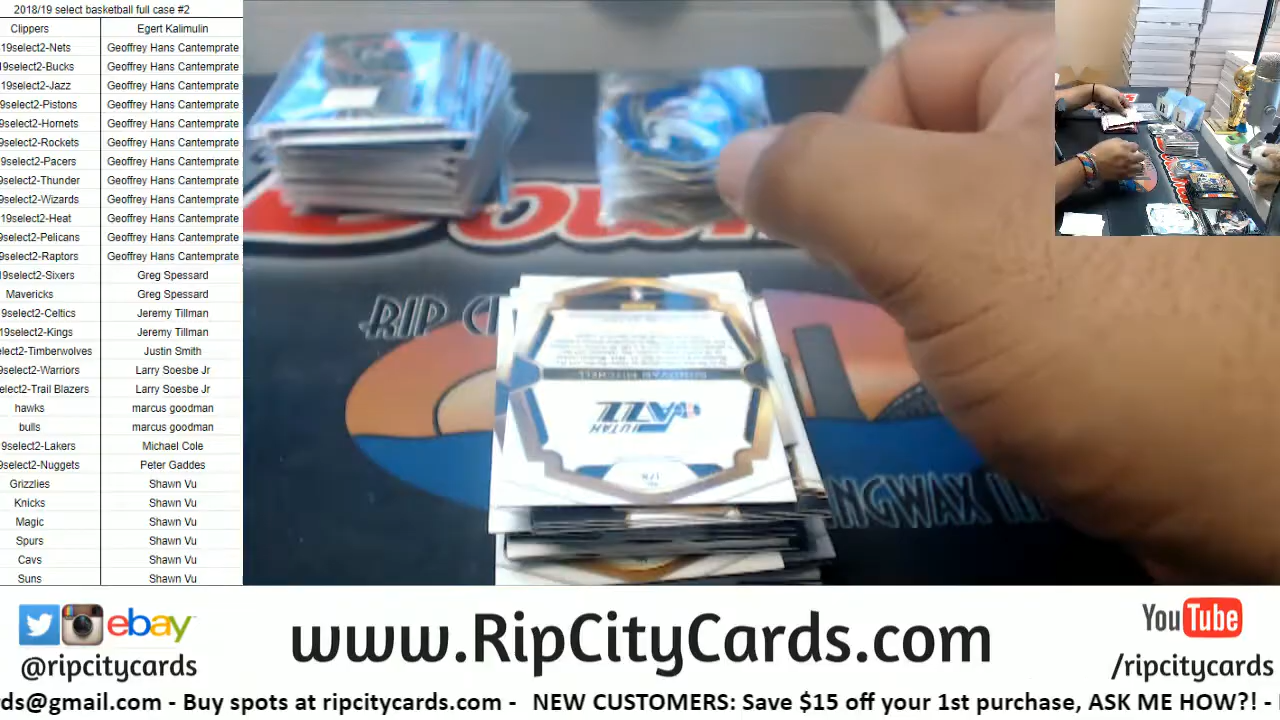 2018/19 select basketball full case #2
Clippers Egert Kalimulin
19select2-Nets Geoffrey Hans Cantemprate
19select2-Bucks Geoffrey Hans Cantemprate
19select2-Jazz Geoffrey Hans Cantemprate
9select2-Pistons Geoffrey Hans Cantemprate
9select2-Hornets Geoffrey Hans Cantemprate
9select2-Rockets Geoffrey Hans Cantemprate
9select2-Pacers Geoffrey Hans Cantemprate
9select2-Thunder Geoffrey Hans Cantemprate
9select2-Wizards Geoffrey Hans Cantemprate
19select2-Heat Geoffrey Hans Cantemprate
9select2-Pelicans Geoffrey Hans Cantemprate
9select2-Raptors Geoffrey Hans Cantemprate
19select2-Sixers Greg Spessard
Mavericks Greg Spessard
9select2-Celtics Jeremy Tillman
19select2-Kings Jeremy Tillman
elect2-Timberwolves Justin Smith
9select2-Warriors Larry Soesbe Jr
elect2-Trail Blazers Larry Soesbe Jr
hawks marcus goodman
bulls marcus goodman
9select2-Lakers Michael Cole
9select2-Nuggets Peter Gaddes
Grizzlies Shawn Vu
Knicks Shawn Vu
Magic Shawn Vu
Spurs Shawn Vu
Cavs Shawn Vu
Suns Shawn Vu
RIP C
DONOVAN MITCHELL
UTAH
JAZZ
INGWAX
ebay
@ripcitycards
www.RipCityCards.com
YouTube
/ripcitycards
rds@gmail.com - Buy spots at ripcitycards.com - NEW CUSTOMERS: Save $15 off your 1st purchase, ASK ME HOW?! -